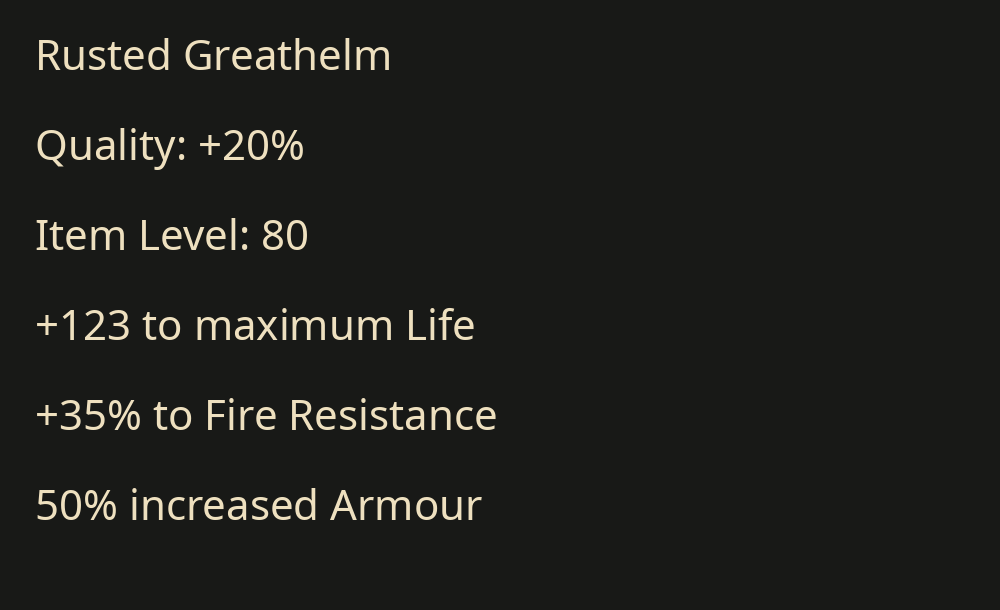 Rusted Greathelm
Quality: +20%
Item Level: 80
+123 to maximum Life
+35% to Fire Resistance
50% increased Armour